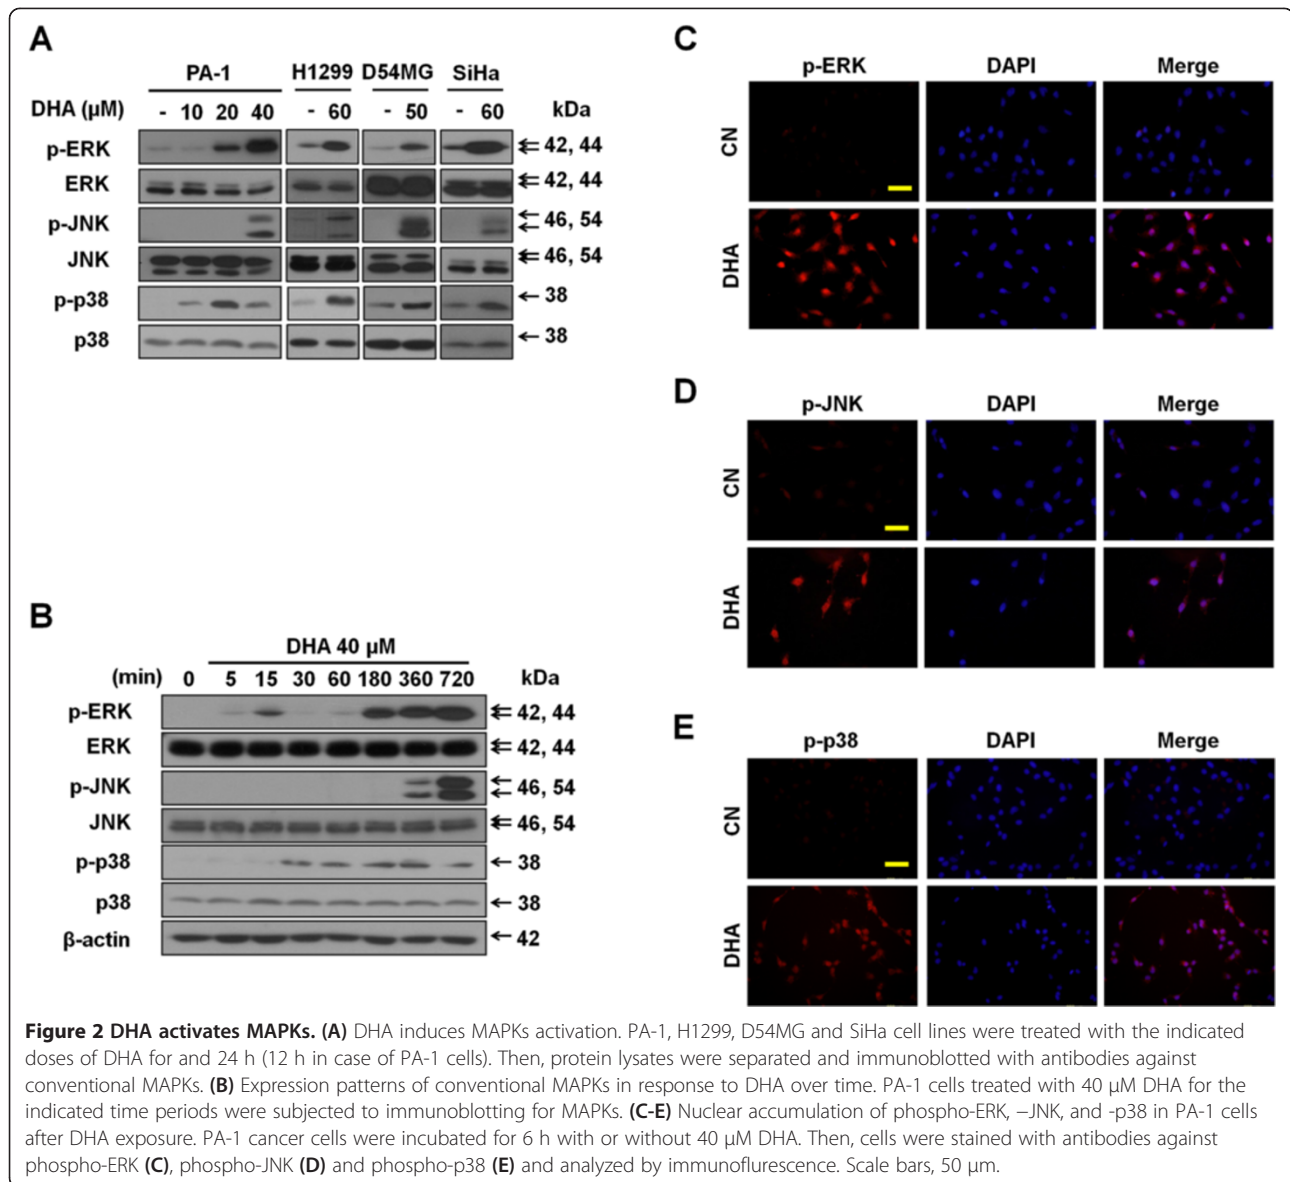 A
PA-1 H1299 D54MG SiHa
DHA (µM) - 10 20 40 - 60 - 50 - 60 kDa
p-ERK 42, 44
ERK 42, 44
p-JNK 46, 54
JNK 46, 54
p-p38 38
p38 38
B
DHA 40 µM
(min) 0 5 15 30 60 180 360 720 kDa
p-ERK 42, 44
ERK 42, 44
p-JNK 46, 54
JNK 46, 54
p-p38 38
p38 38
β-actin 42
C
p-ERK DAPI Merge
CN
DHA
D
p-JNK DAPI Merge
CN
DHA
E
p-p38 DAPI Merge
CN
DHA
Figure 2 DHA activates MAPKs. (A) DHA induces MAPKs activation. PA-1, H1299, D54MG and SiHa cell lines were treated with the indicated
doses of DHA for and 24 h (12 h in case of PA-1 cells). Then, protein lysates were separated and immunoblotted with antibodies against
conventional MAPKs. (B) Expression patterns of conventional MAPKs in response to DHA over time. PA-1 cells treated with 40 µM DHA for the
indicated time periods were subjected to immunoblotting for MAPKs. (C-E) Nuclear accumulation of phospho-ERK, –JNK, and -p38 in PA-1 cells
after DHA exposure. PA-1 cancer cells were incubated for 6 h with or without 40 µM DHA. Then, cells were stained with antibodies against
phospho-ERK (C), phospho-JNK (D) and phospho-p38 (E) and analyzed by immunoflurescence. Scale bars, 50 µm.